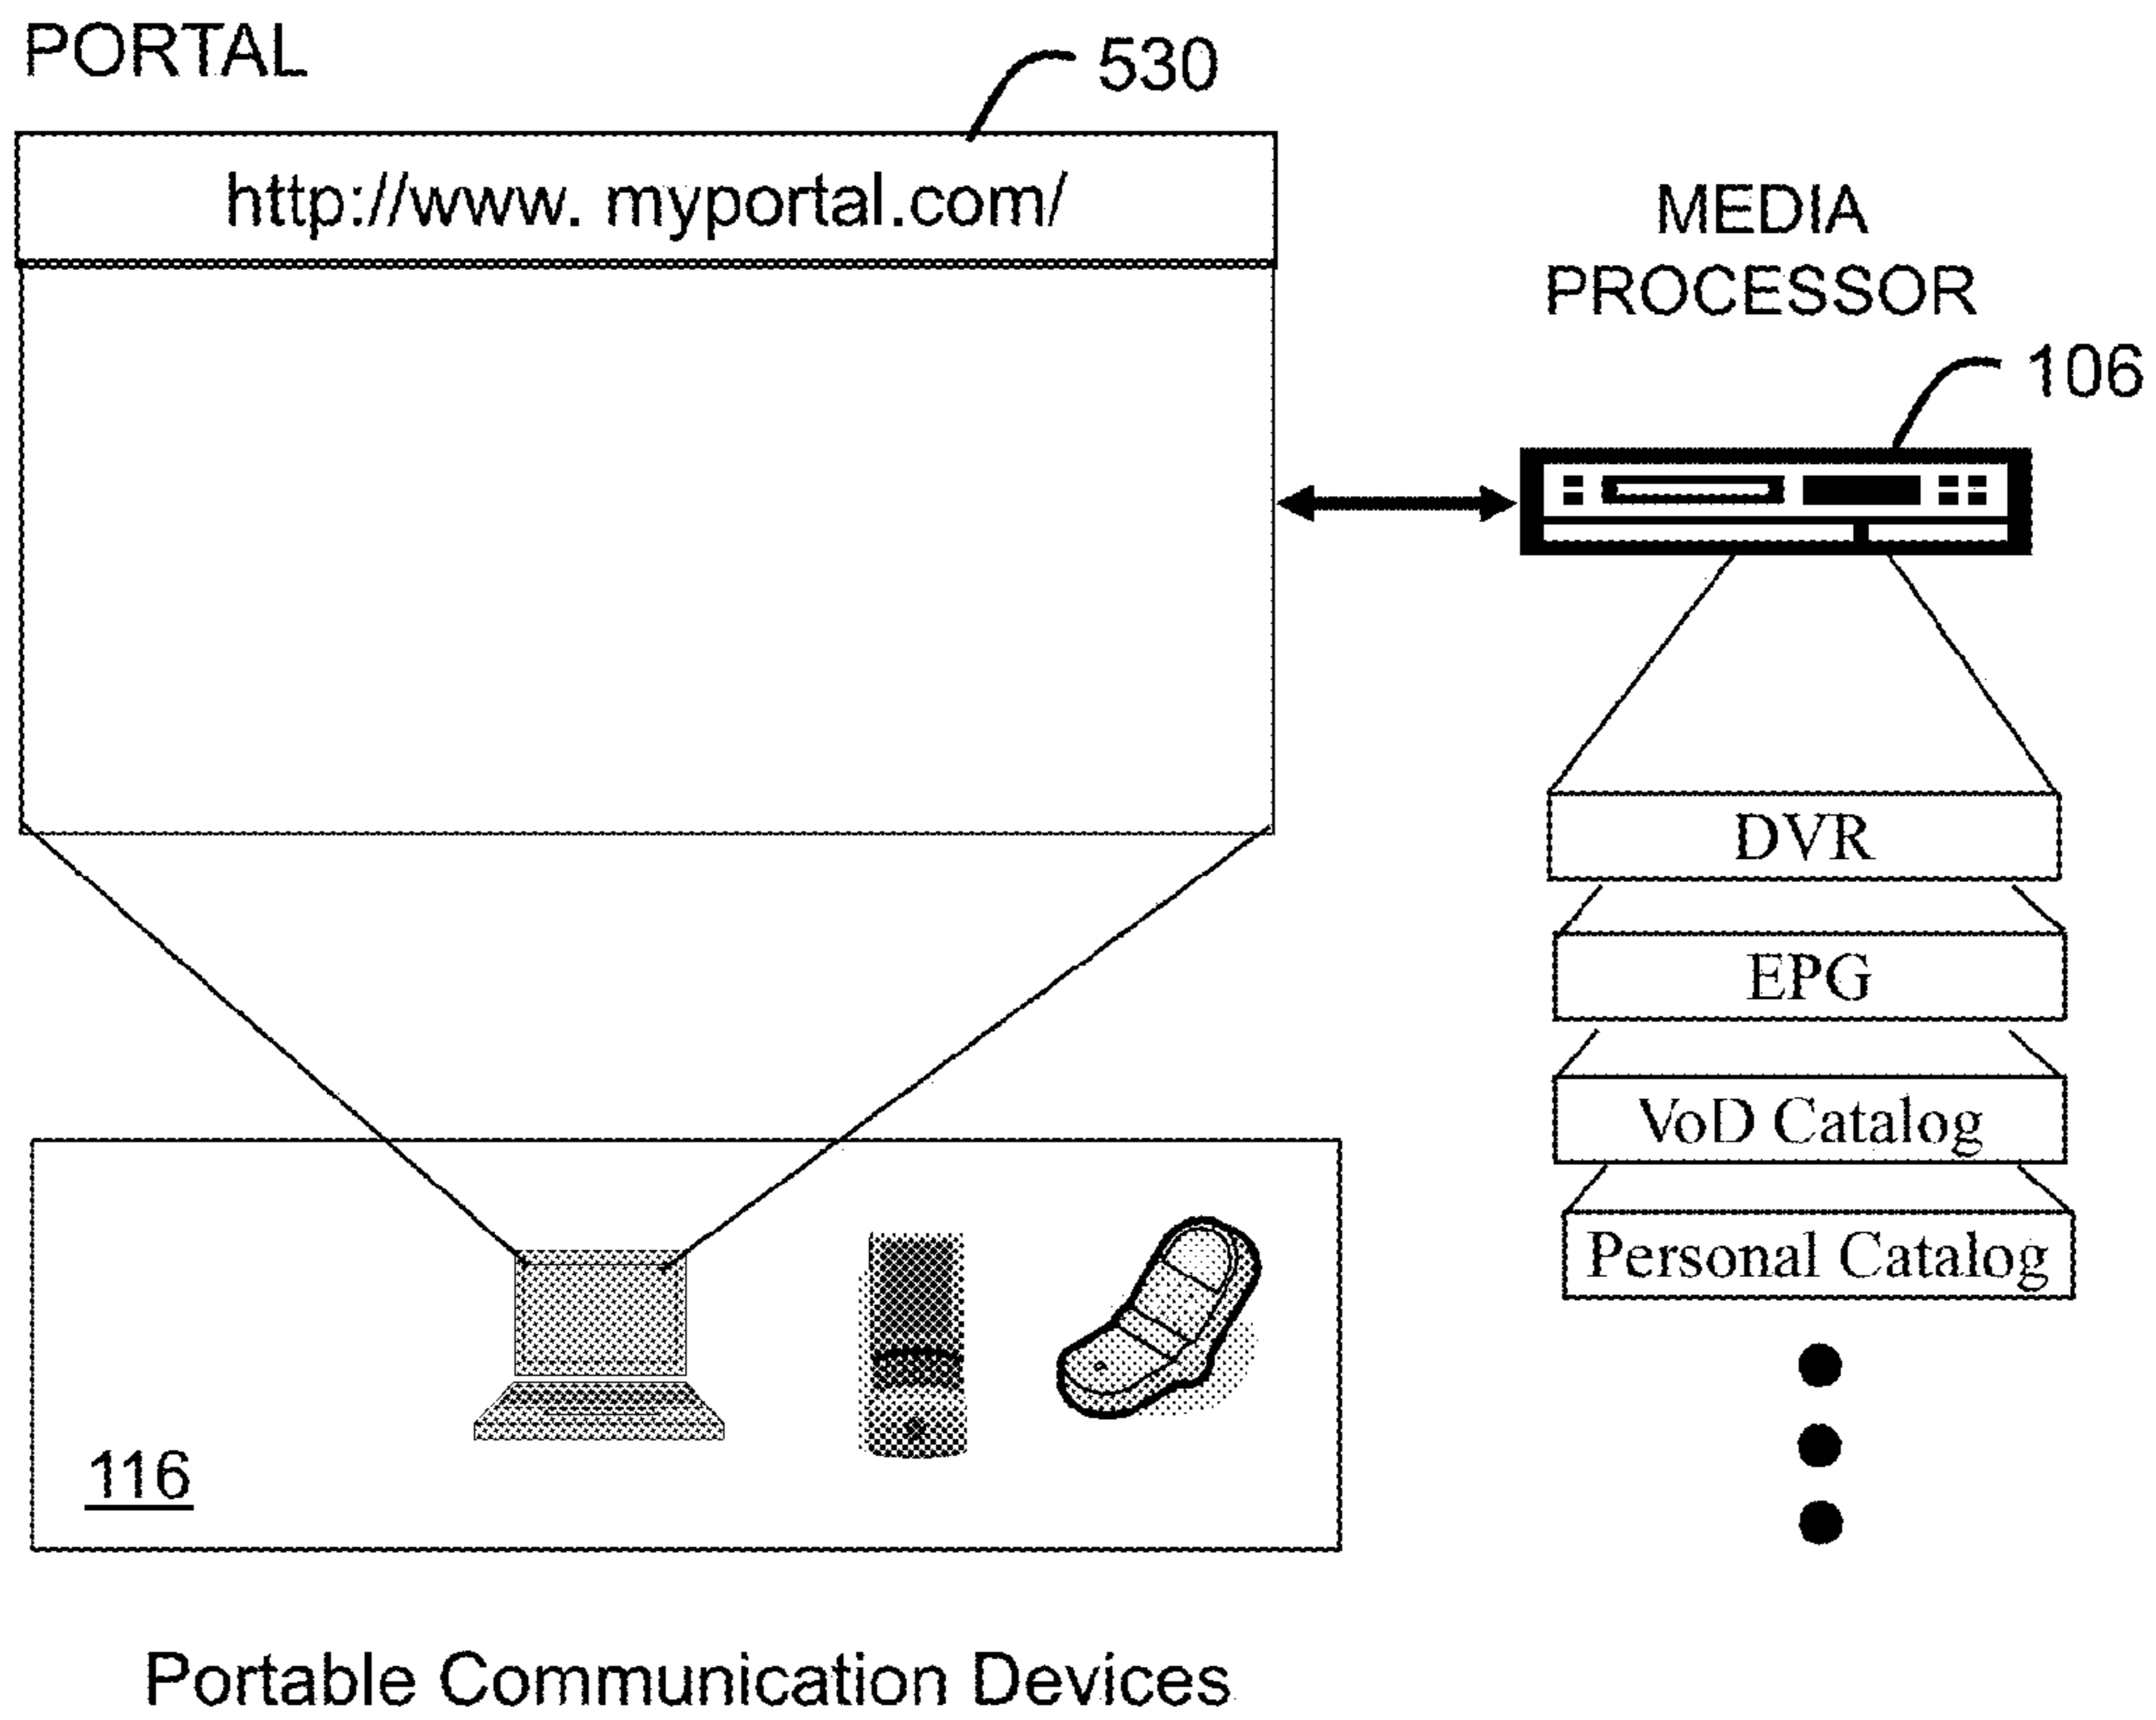 PORTAL
530
http://www. myportal.com/
MEDIA
PROCESSOR
106
DVR
EPG
VoD Catalog
Personal Catalog
116
Portable Communication Devices